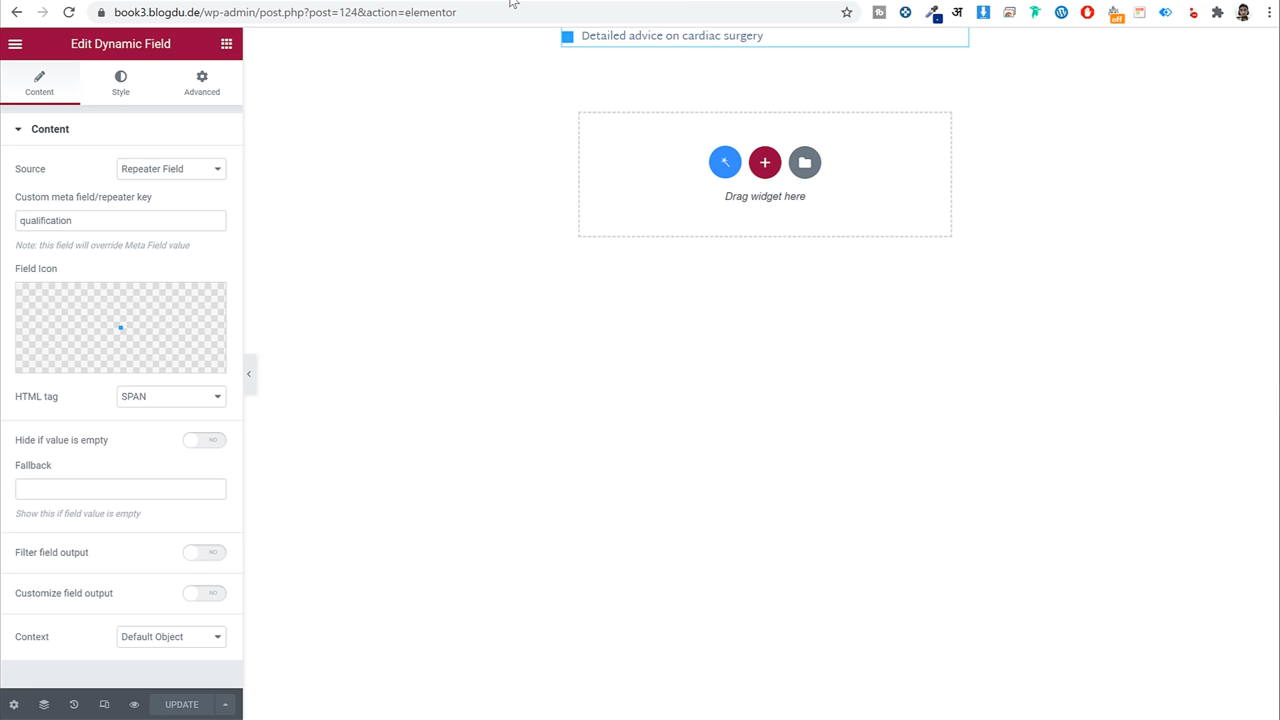 book3.blogdu.de/wp-admin/post.php?post=124&action=elementor
off
Edit Dynamic Field
Content
Style
Advanced
Content
Source
Repeater Field
Custom meta field/repeater key
qualification
Note: this field will override Meta Field value
Field Icon
HTML tag
SPAN
Hide if value is empty
NO
Fallback
Show this if field value is empty
Filter field output
NO
Customize field output
NO
Context
Default Object
UPDATE
Detailed advice on cardiac surgery
Drag widget here